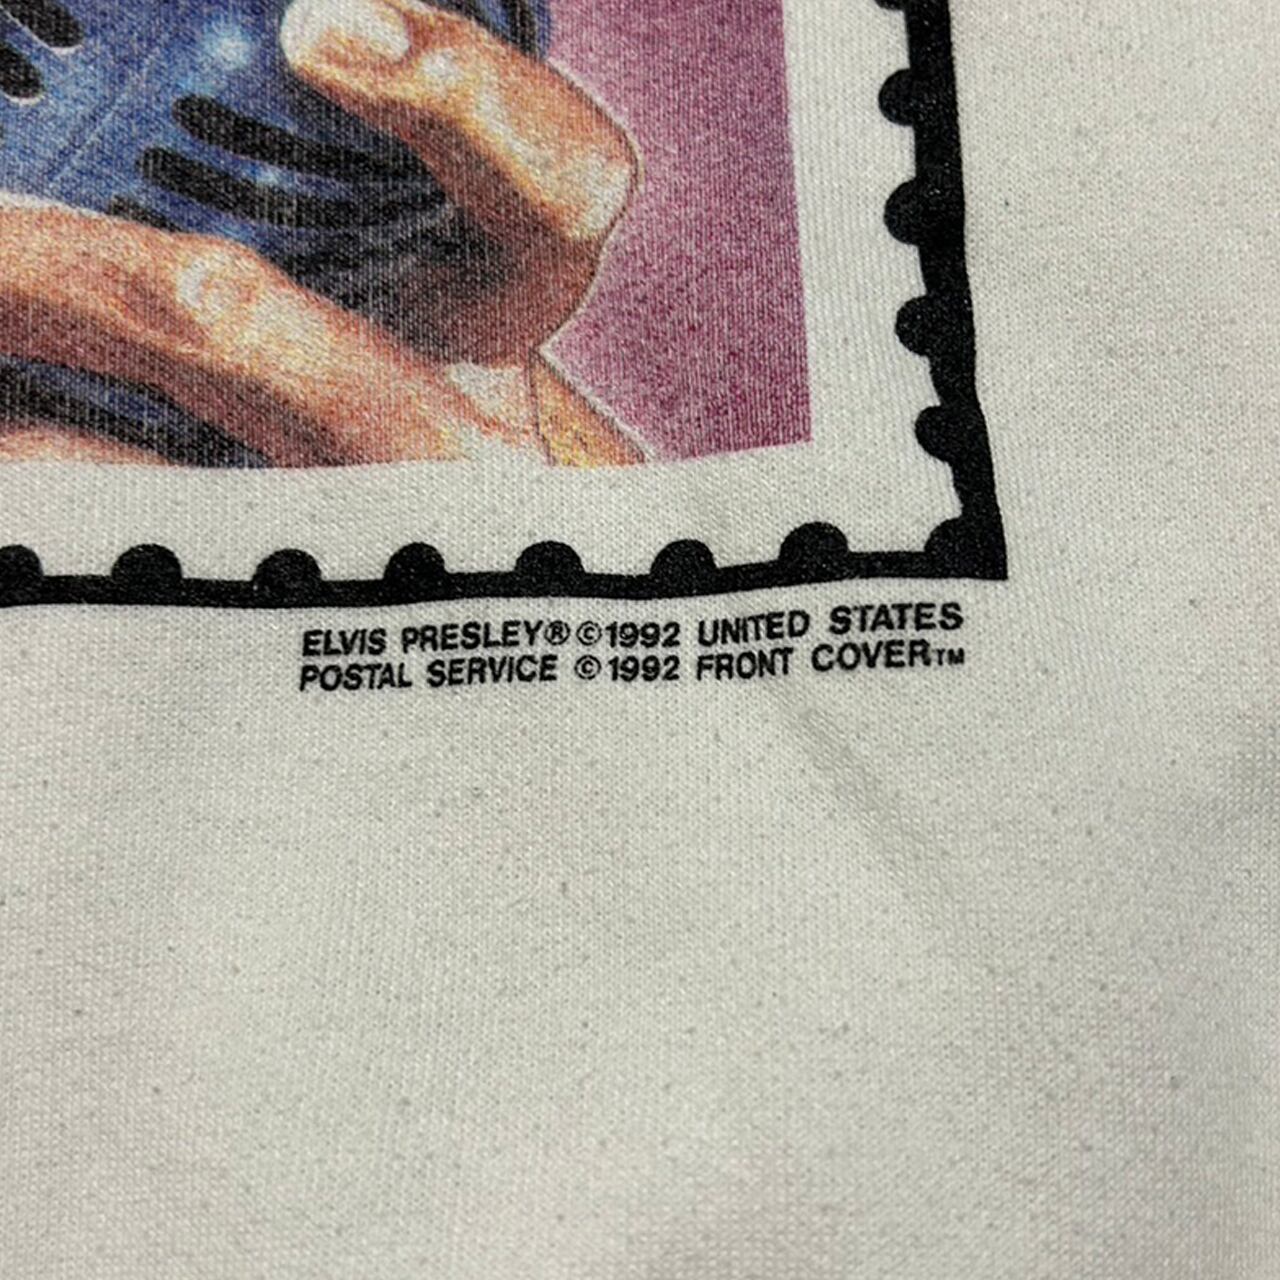 ELVIS PRESLEY® ©1992 UNITED STATES
POSTAL SERVICE ©1992 FRONT COVER™